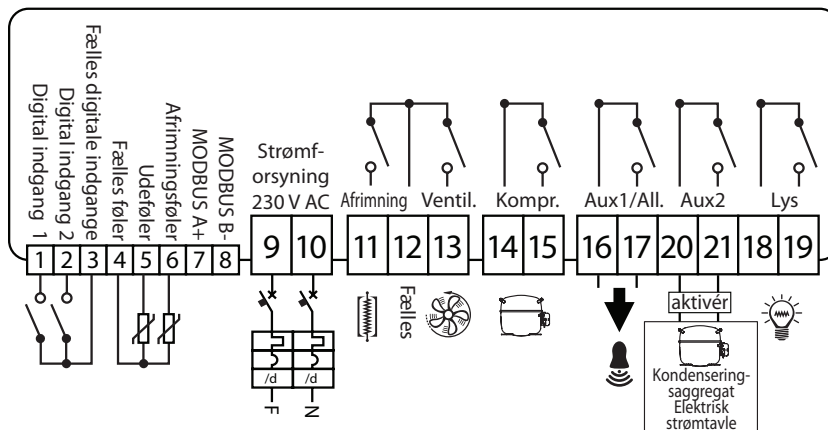 Digital indgang 1
Digital indgang 2
Fælles digitale indgange
Fælles føler
Udeføler
Afrimningsføler
MODBUS A+
MODBUS B-
Strømf-
orsyning
230 V AC
Afrimning
Ventil.
Kompr.
Aux1/All.
Aux2
Lys
1 2 3 4 5 6 7 8 9 10 11 12 13 14 15 16 17 20 21 18 19
Fælles
aktivér
/d /d
F N
Kondensering-
saggregat
Elektrisk
strømtavle